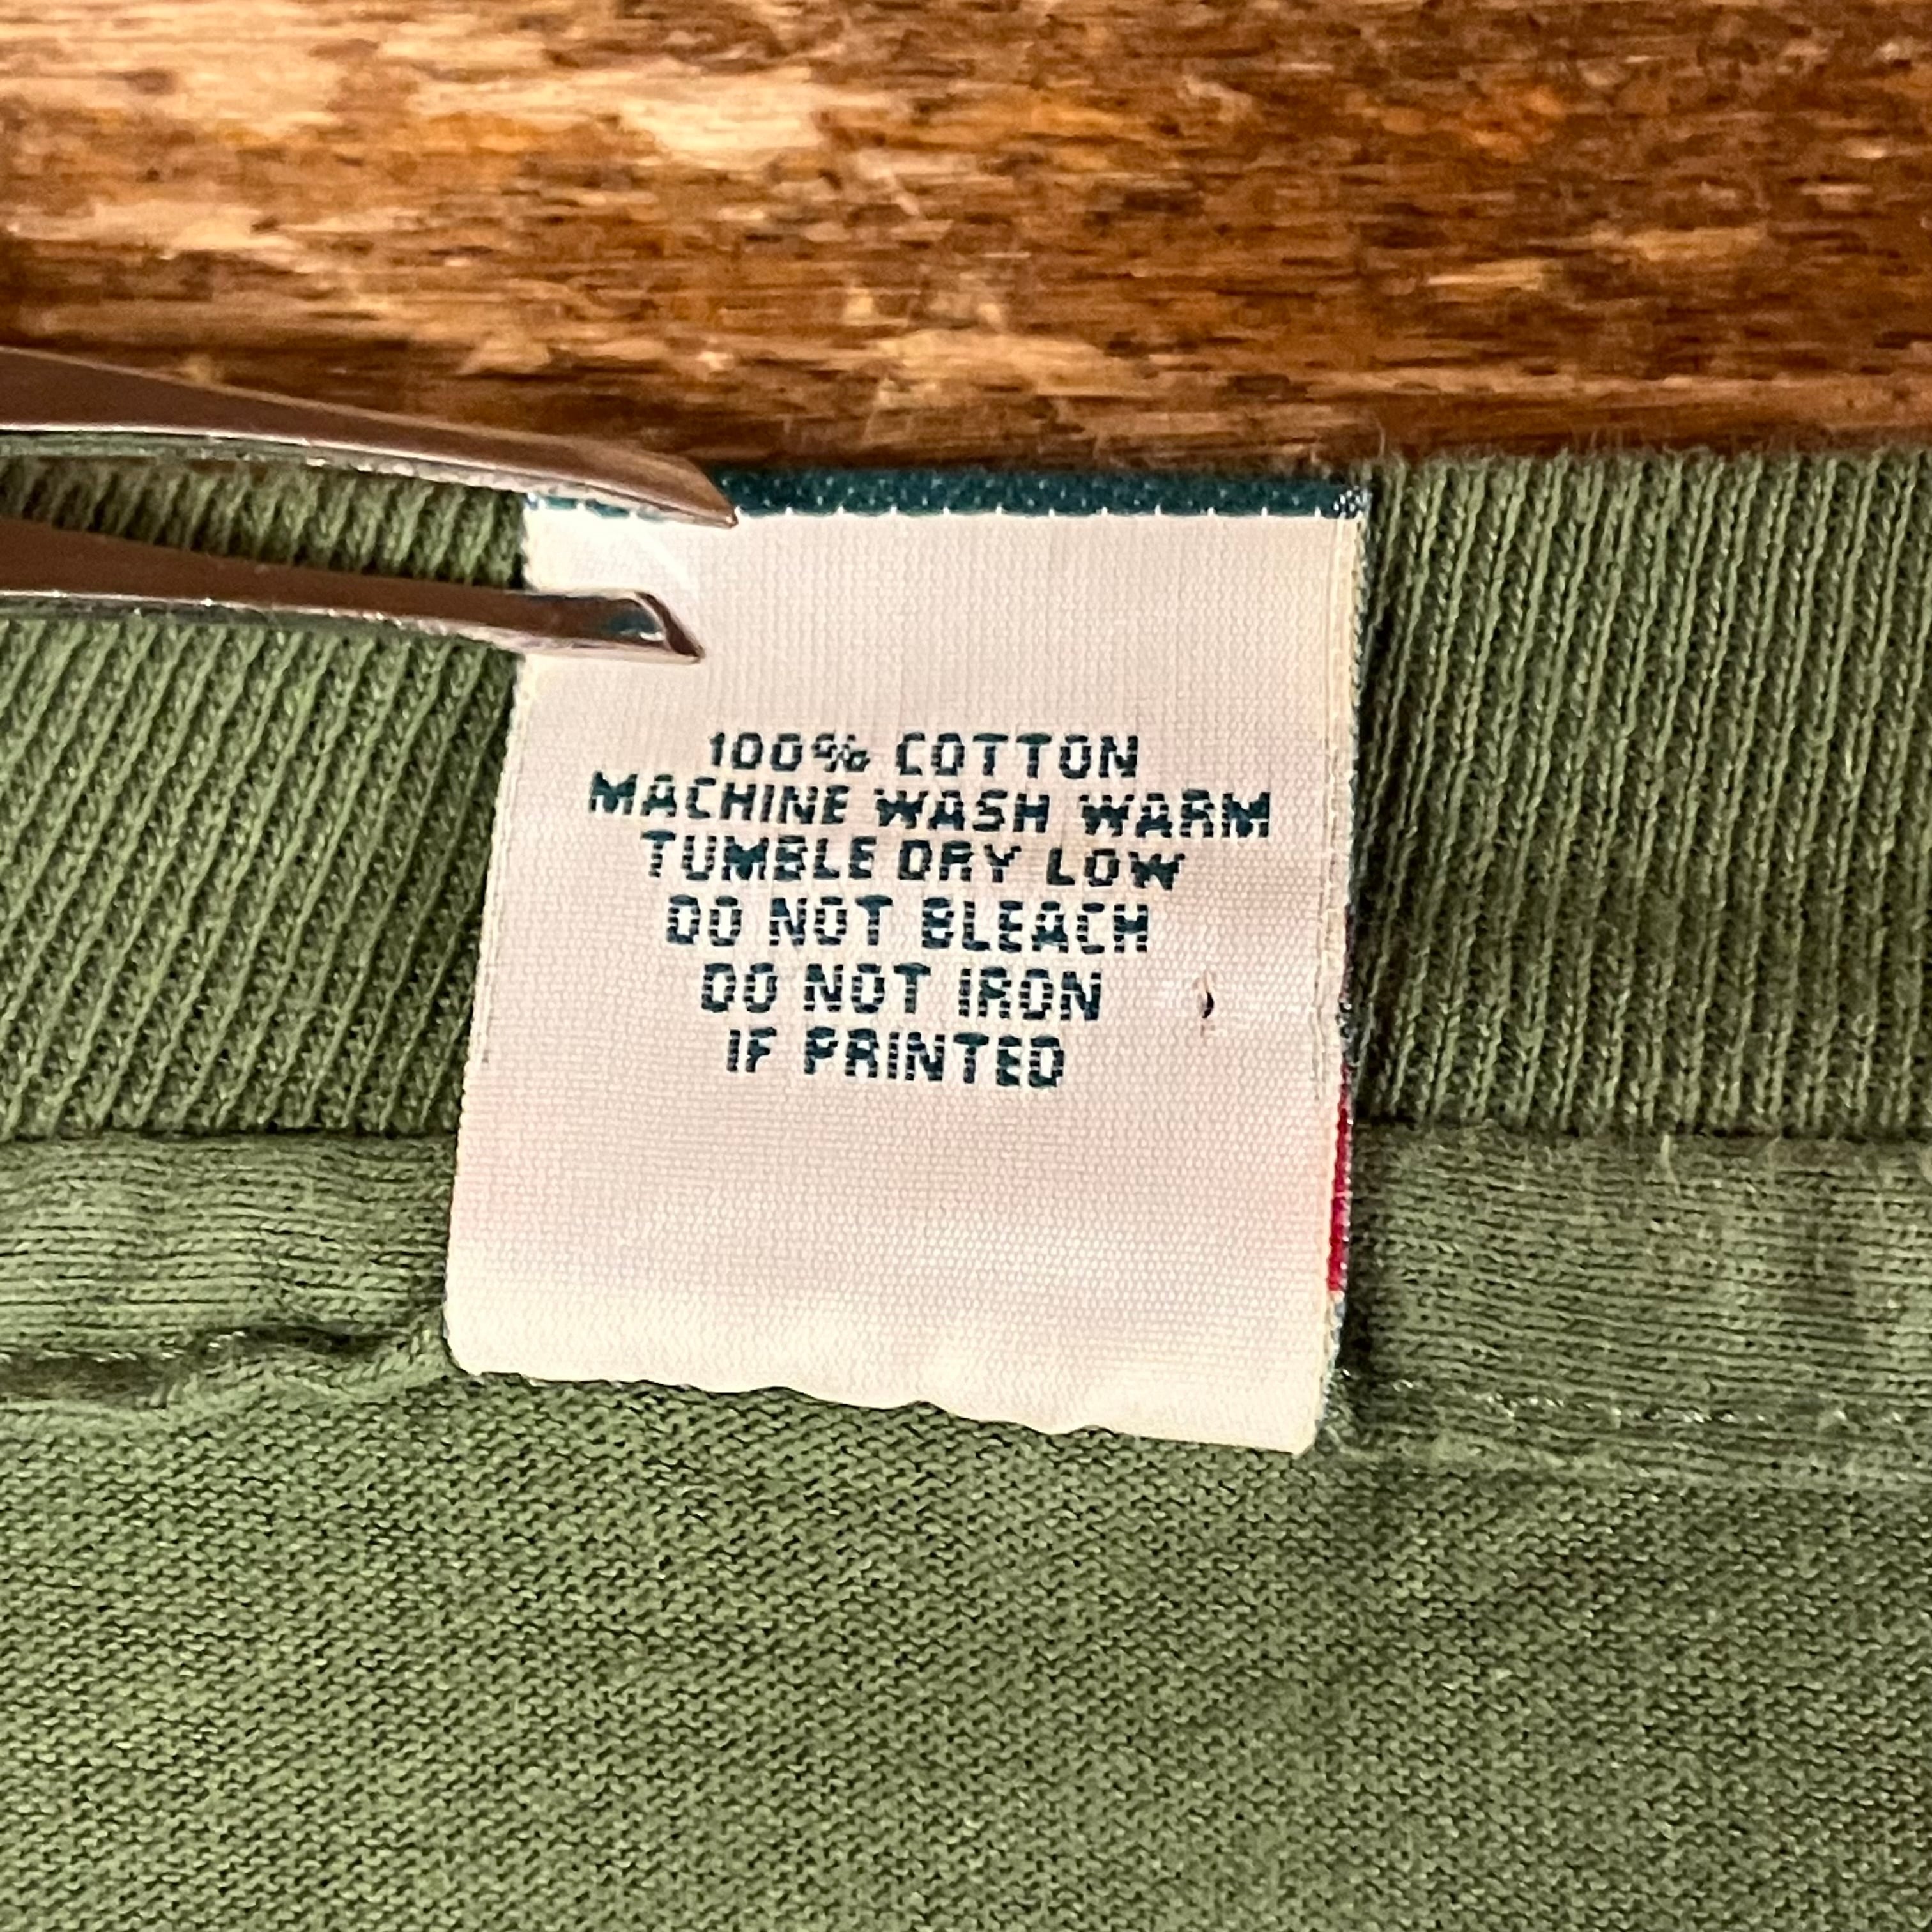 100% COTTON
MACHINE WASH WARM
TUMBLE DRY LOW
DO NOT BLEACH
DO NOT IRON
IF PRINTED